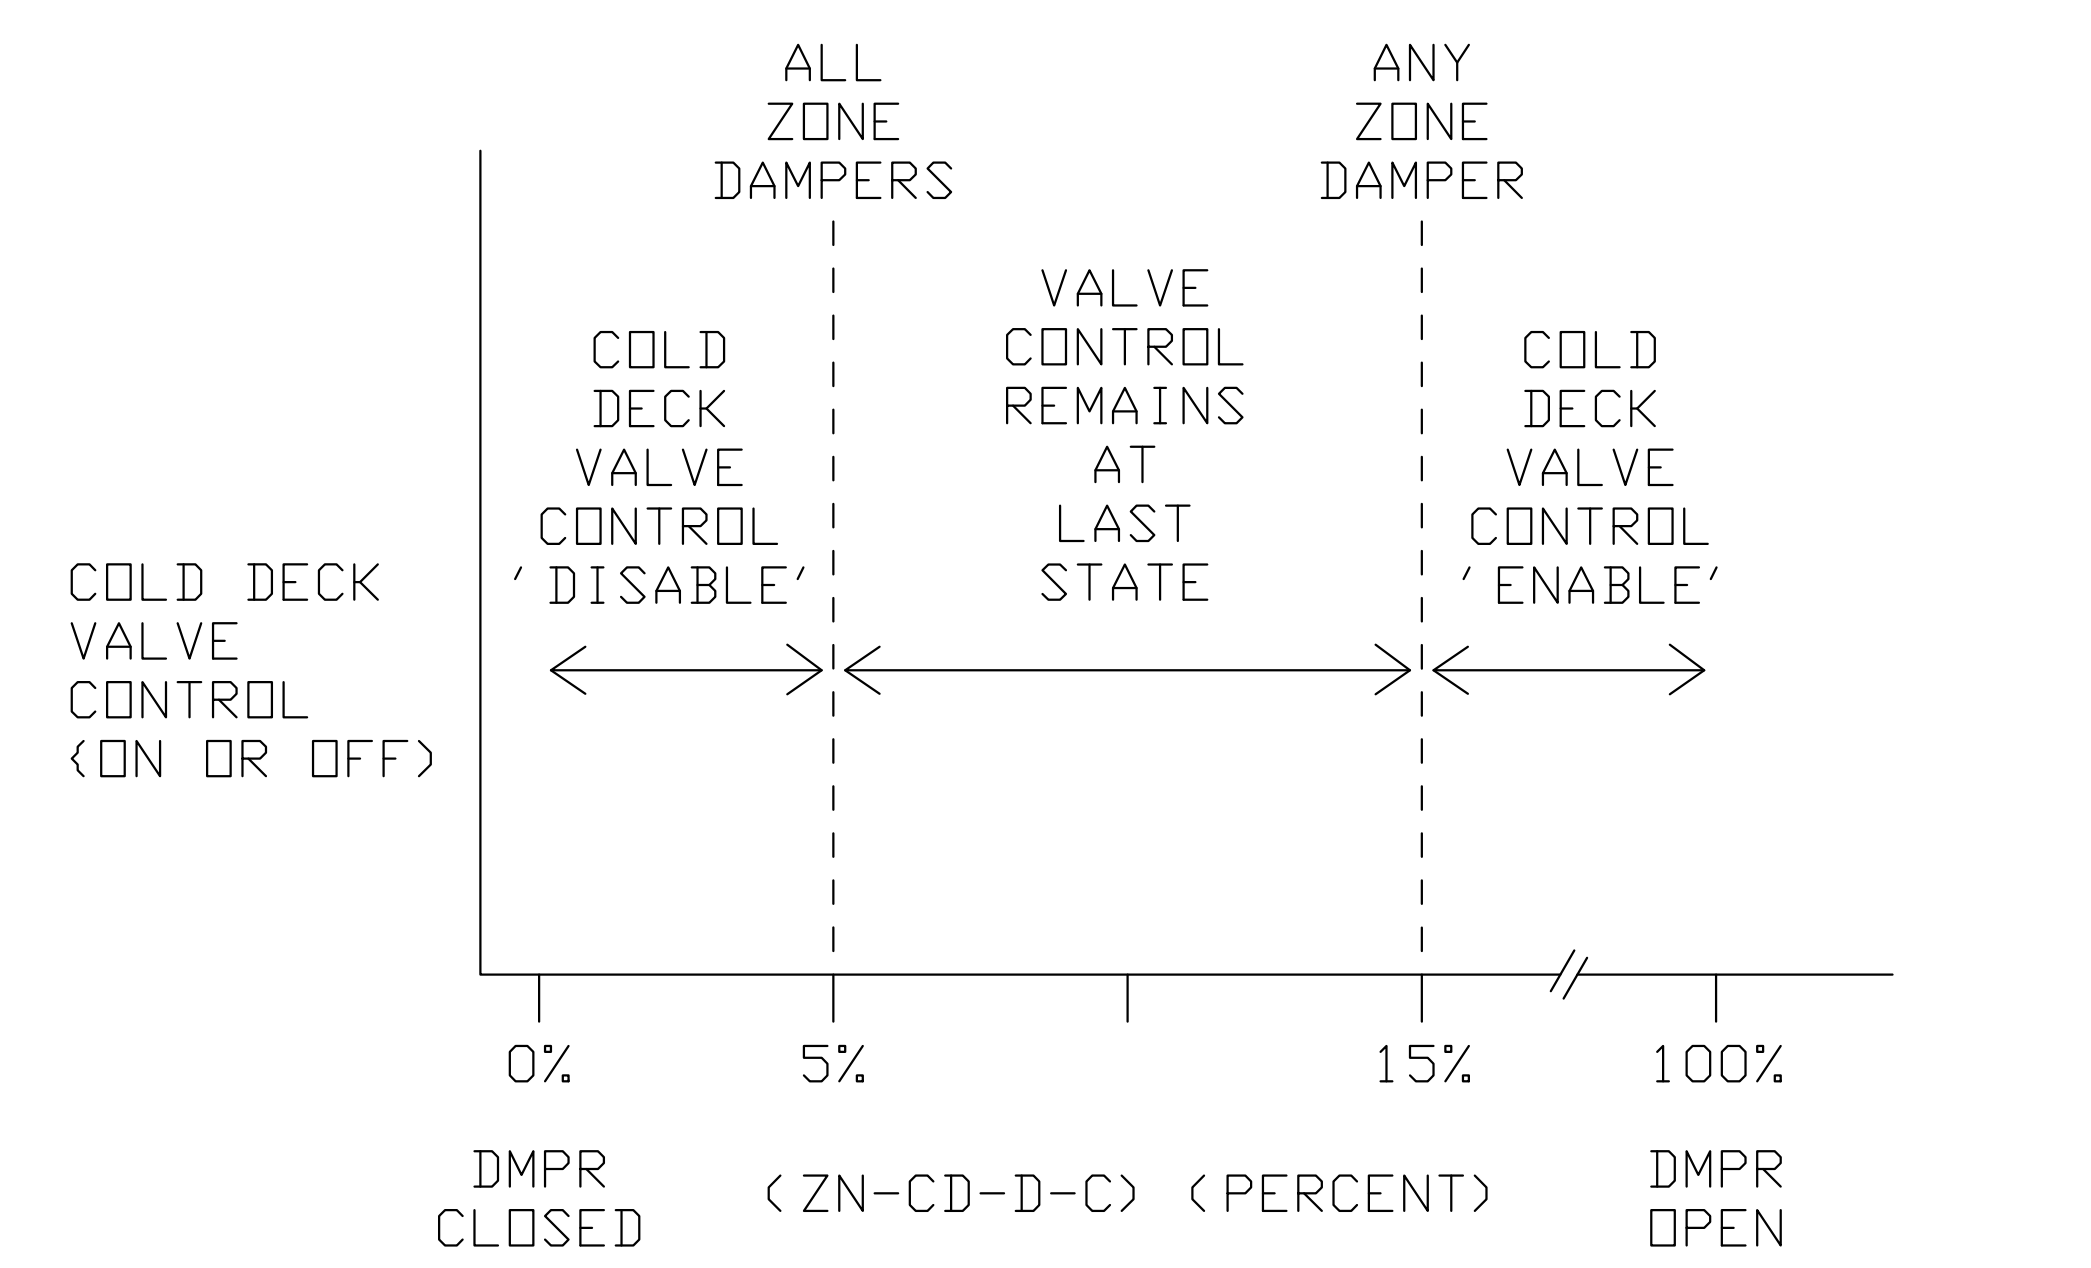 ALL
ZONE
DAMPERS
ANY
ZONE
DAMPER
COLD
DECK
VALVE
CONTROL
'DISABLE'
VALVE
CONTROL
REMAINS
AT
LAST
STATE
COLD
DECK
VALVE
CONTROL
'ENABLE'
COLD DECK
VALVE
CONTROL
{ON OR OFF)
0%
5%
15%
100%
DMPR
CLOSED
(ZN-CD-D-C) (PERCENT)
DMPR
OPEN